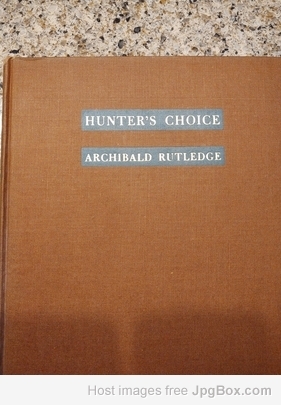 HUNTER'S CHOICE
ARCHIBALD RUTLEDGE
Host images free JpgBox.com